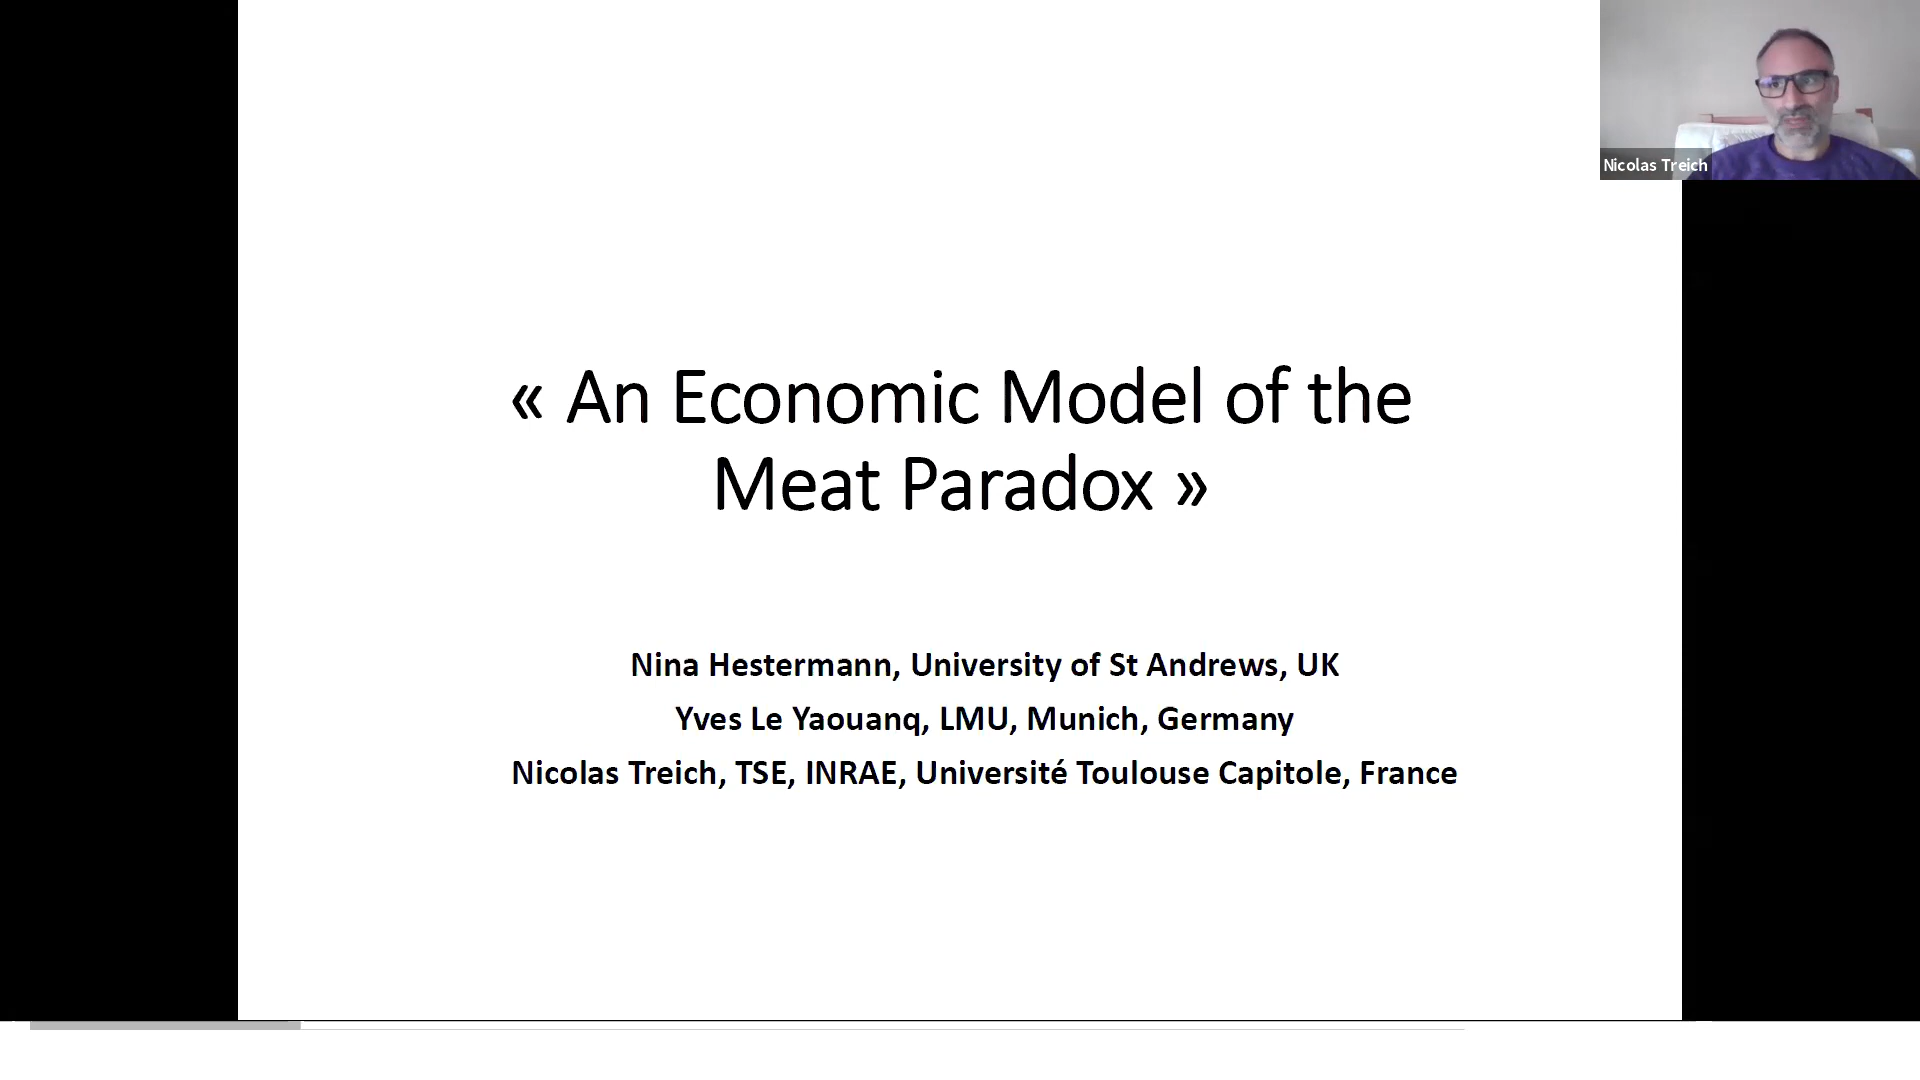 Nicolas Treich
« An Economic Model of the
Meat Paradox »
Nina Hestermann, University of St Andrews, UK
Yves Le Yaouanq, LMU, Munich, Germany
Nicolas Treich, TSE, INRAE, Université Toulouse Capitole, France